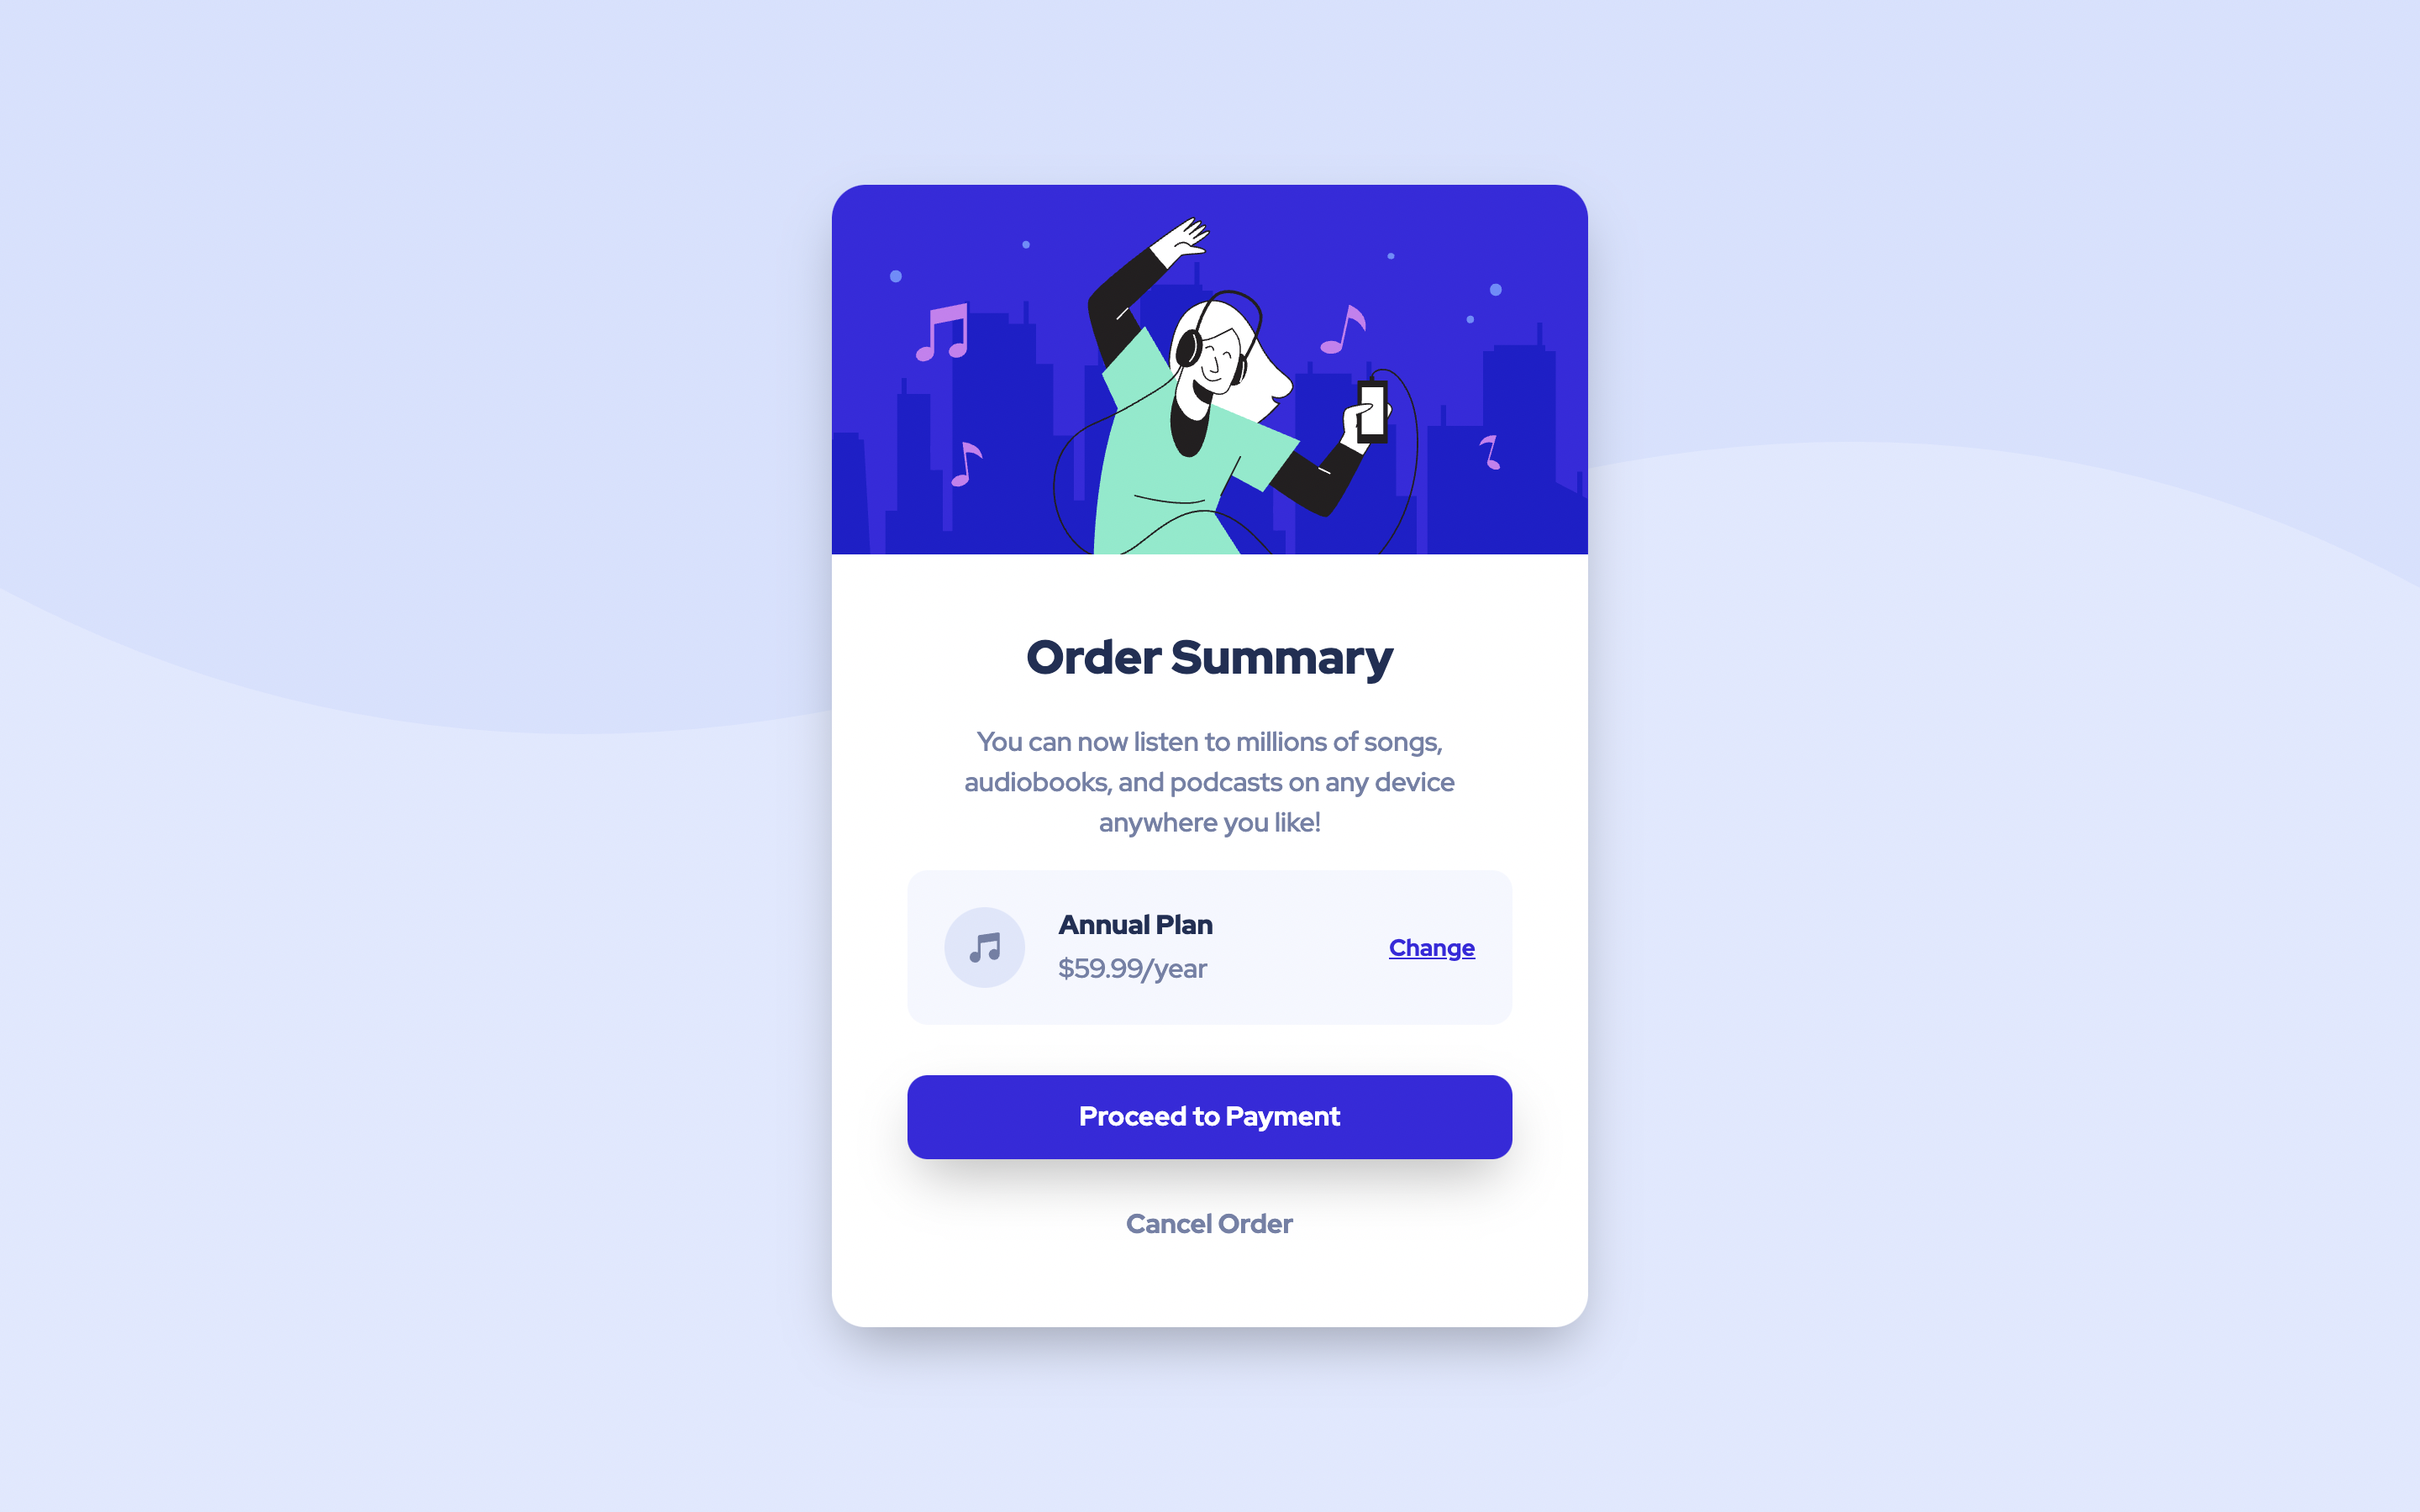 Order Summary
You can now listen to millions of songs,
audiobooks, and podcasts on any device
anywhere you like!
Annual Plan
$59.99/year
Change
Proceed to Payment
Cancel Order